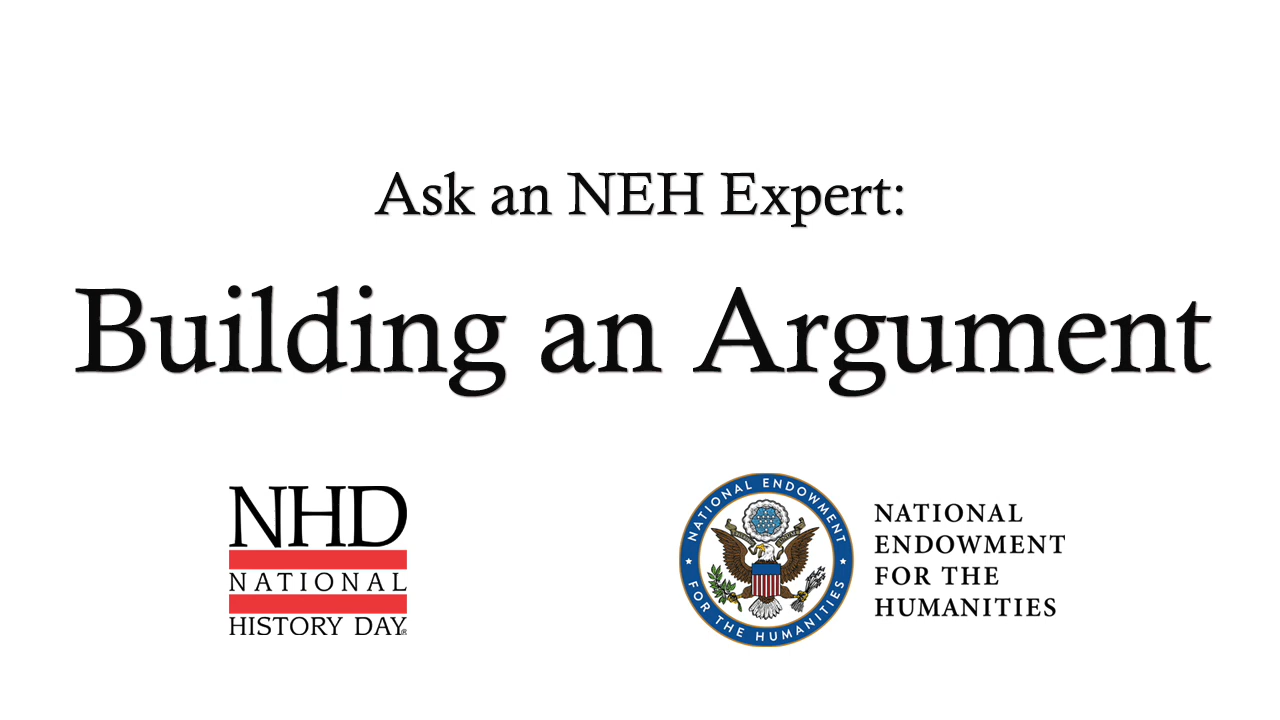 Ask an NEH Expert:
Building an Argument
NHD
NATIONAL
HISTORY DAY®
NATIONAL ENDOWMENT
FOR THE HUMANITIES
NATIONAL
ENDOWMENT
FOR THE
HUMANITIES